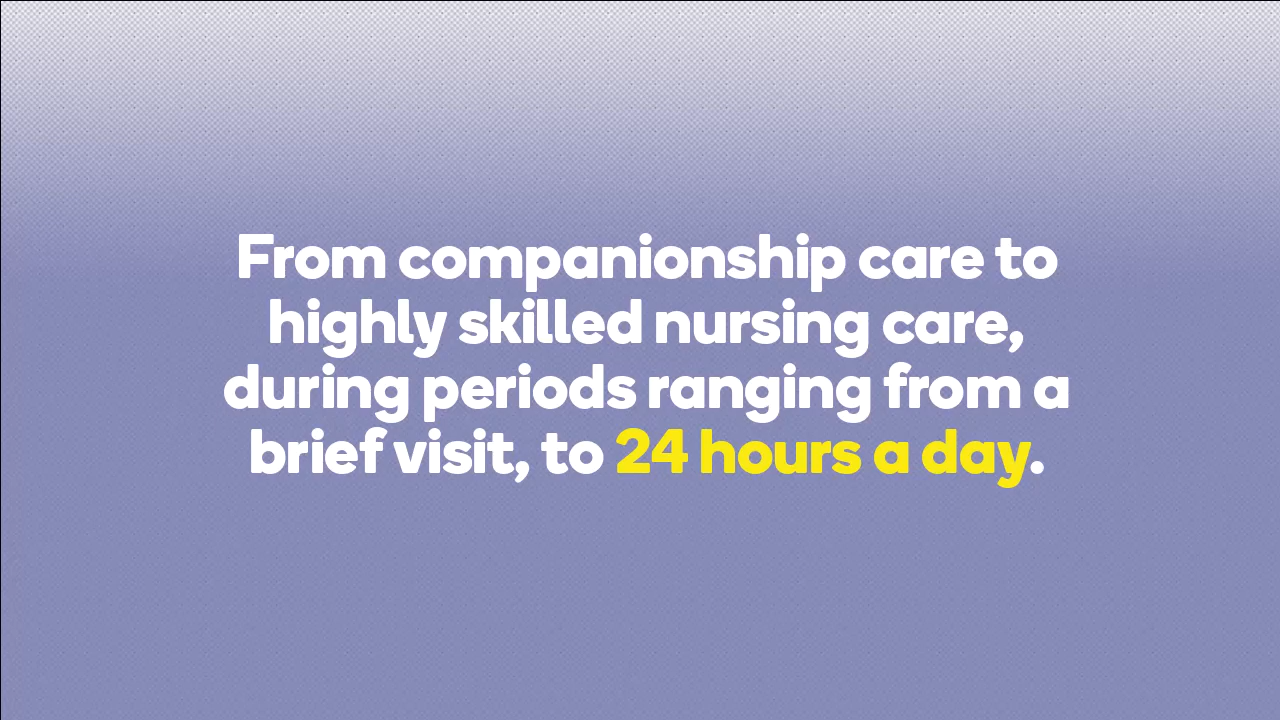 From companionship care to
highly skilled nursing care,
during periods ranging from a
brief visit, to 24 hours a day.